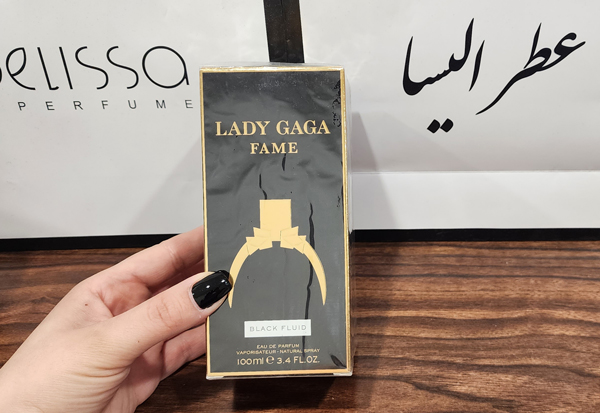 elissa
PERFUME
عطر اليسا
LADY GAGA
FAME
BLACK FLUID
EAU DE PARFUM
VAPORISATEUR - NATURAL SPRAY
100ml ℮ 3.4 FL.OZ.